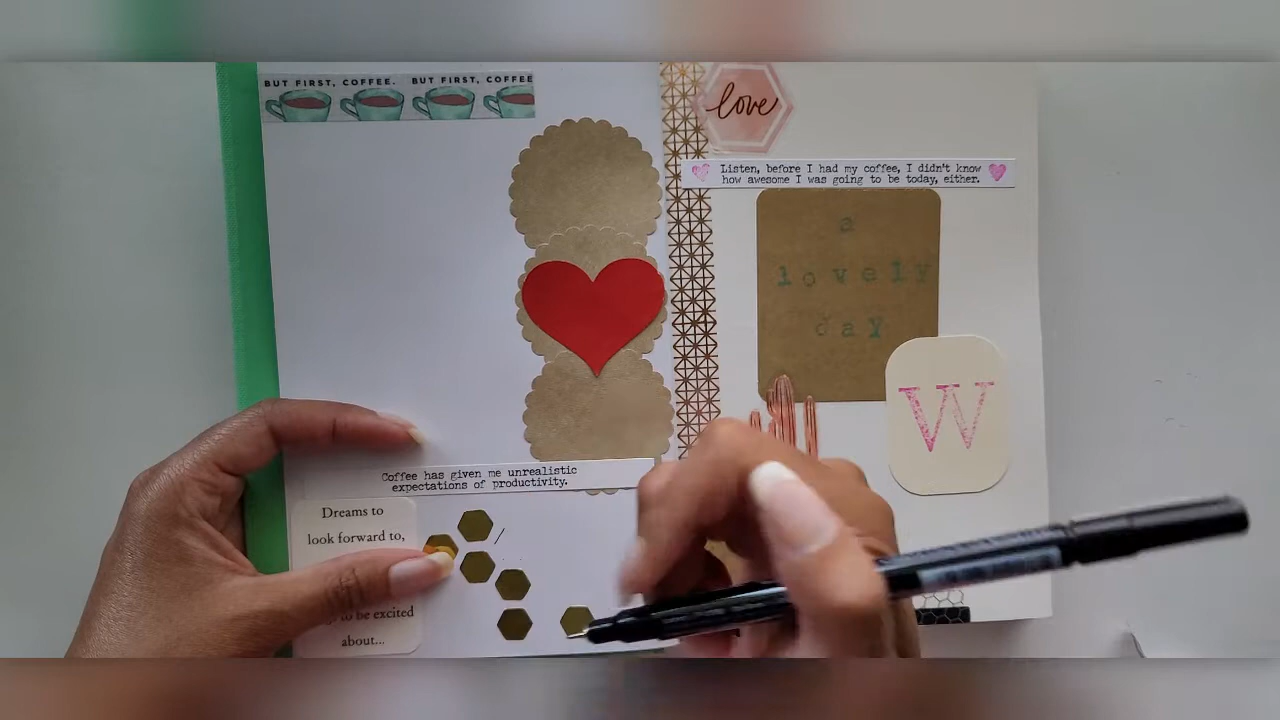 BUT FIRST, COFFEE. BUT FIRST, COFFEE
love
Listen, before I had my coffee, I didn't know
how awesome I was going to be today, either.
a
lovely
day
W
Coffee has given me unrealistic
expectations of productivity.
Dreams to
look forward to,
to be excited
about...